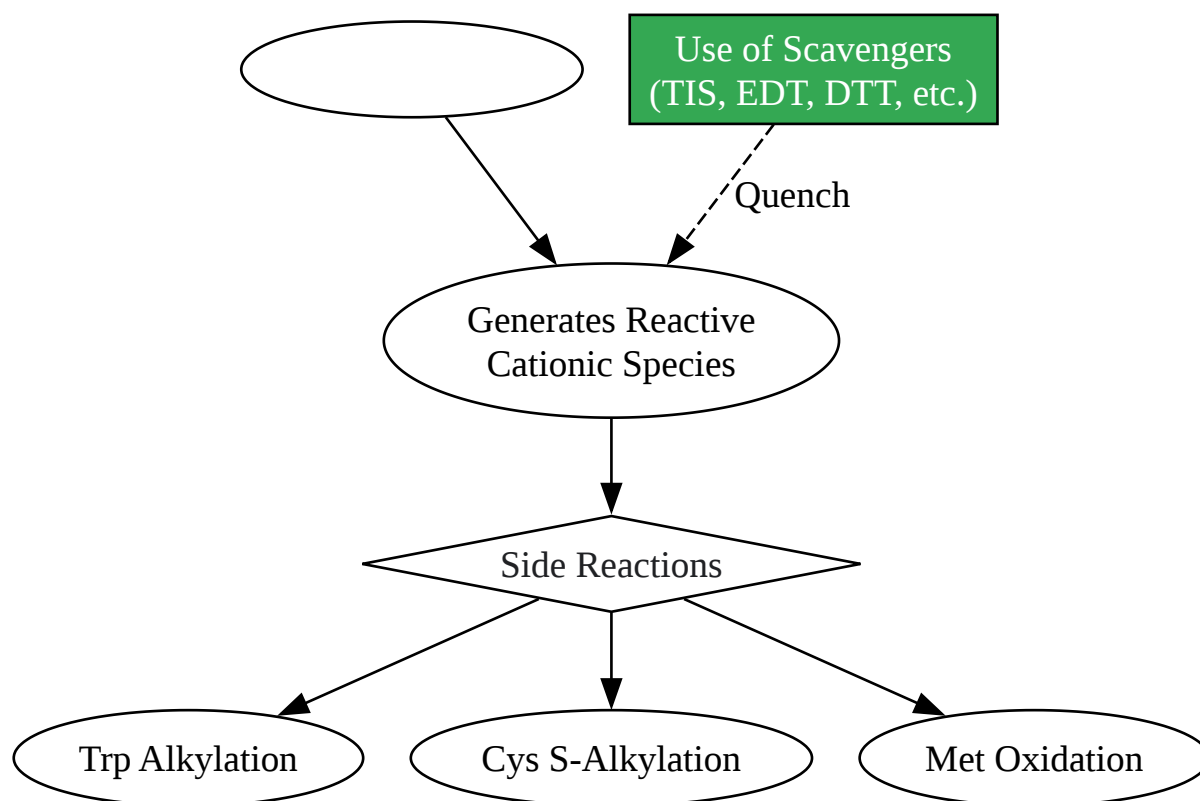 Use of Scavengers
(TIS, EDT, DTT, etc.)
Quench
Generates Reactive
Cationic Species
Side Reactions
Trp Alkylation
Cys S-Alkylation
Met Oxidation